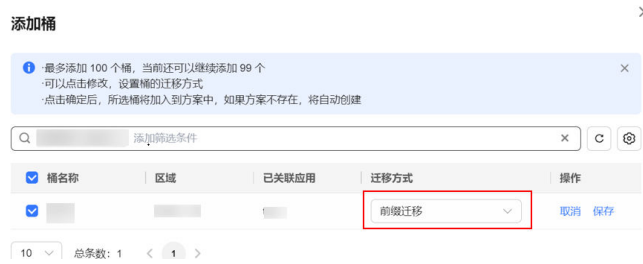 添加桶
·最多添加 100 个桶，当前还可以继续添加 99 个
·可以点击修改，设置桶的迁移方式
·点击确定后，所选桶将加入到方案中，如果方案不存在，将自动创建
添加筛选条件
桶名称 区域 已关联应用 迁移方式 操作
前缀迁移 取消 保存
10 总条数：1 1